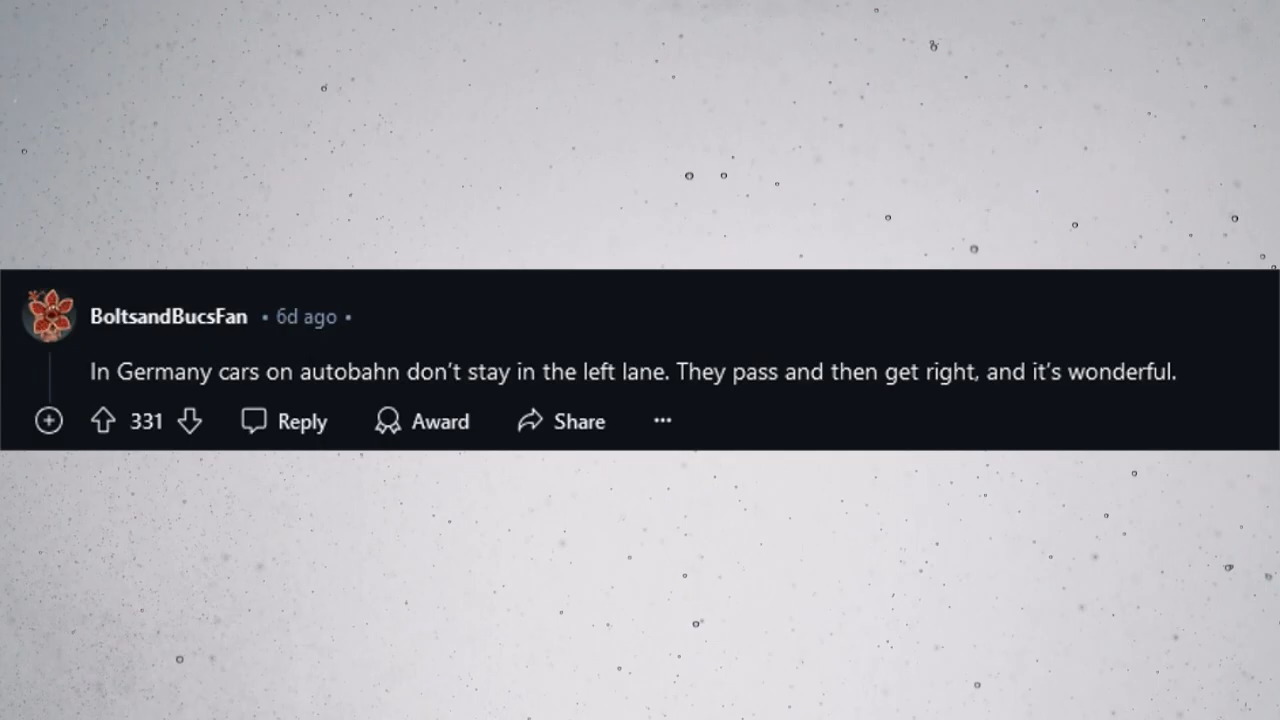 BoltsandBucsFan • 6d ago •
In Germany cars on autobahn don’t stay in the left lane. They pass and then get right, and it’s wonderful.
331 Reply Award Share ···